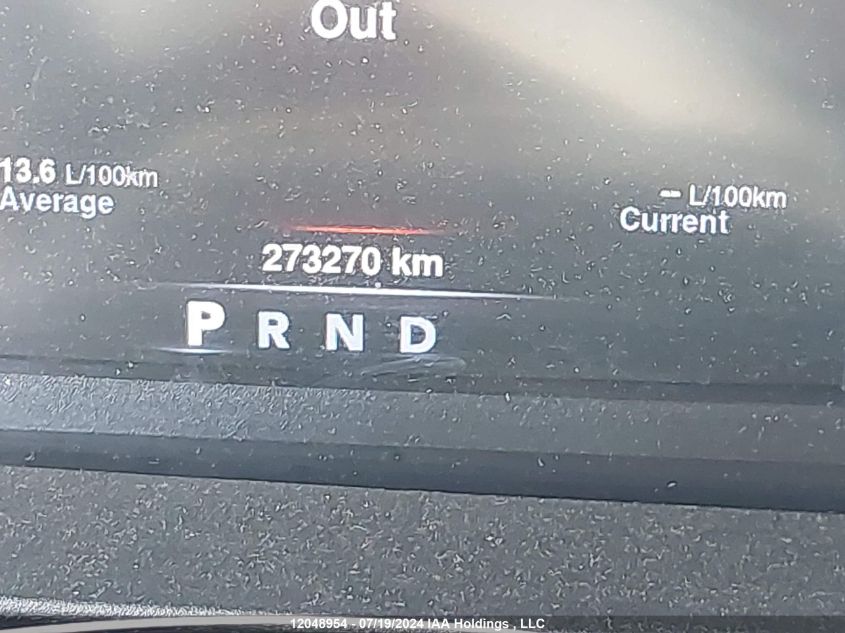 Out
13.6 L/100km
Average
-- L/100km
Current
273270 km
P R N D
12048954 - 07/19/2024 IAA Holdings , LLC